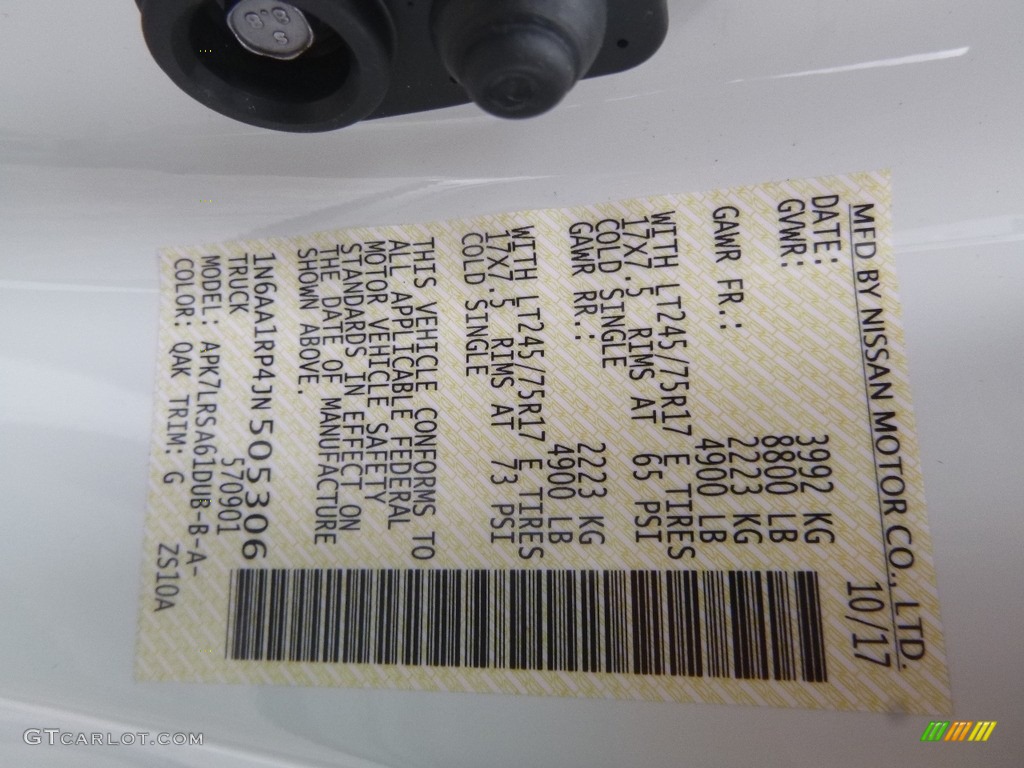 MFD BY NISSAN MOTOR CO., LTD.
DATE: 10/17
GVWR: 3992 KG
8800 LB
GAWR FR.: 2223 KG
4900 LB
WITH LT245/75R17 E TIRES
17X7.5 RIMS AT 65 PSI
COLD SINGLE
GAWR RR.: 2223 KG
4900 LB
WITH LT245/75R17 E TIRES
17X7.5 RIMS AT 73 PSI
COLD SINGLE
THIS VEHICLE CONFORMS TO
ALL APPLICABLE FEDERAL
MOTOR VEHICLE SAFETY
STANDARDS IN EFFECT ON
THE DATE OF MANUFACTURE
SHOWN ABOVE.
1N6AA1RP4JN505306
TRUCK 570901
MODEL: APK7LRSA61DUB-B-A-
COLOR: QAK TRIM: G ZS10A
GTCARLOT.COM